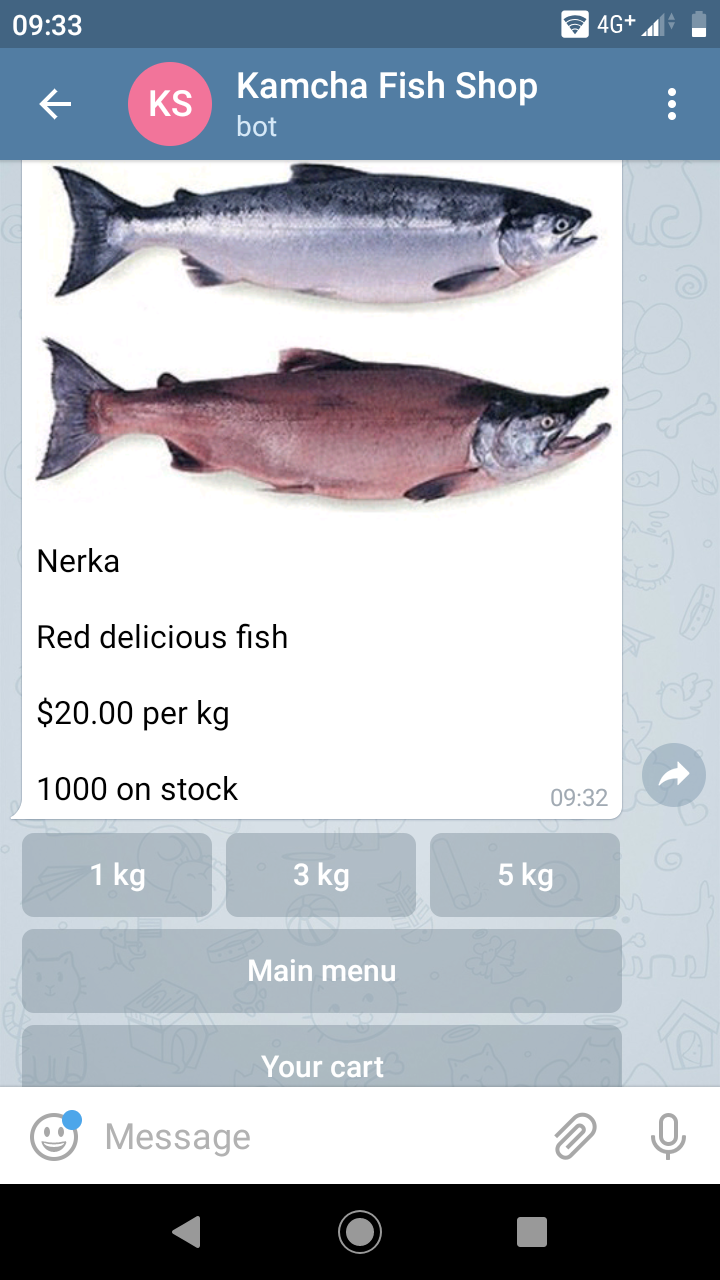 09:33 4G+
KS Kamcha Fish Shop
bot
Nerka
Red delicious fish
$20.00 per kg
1000 on stock
09:32
1 kg 3 kg 5 kg
Main menu
Your cart
Message